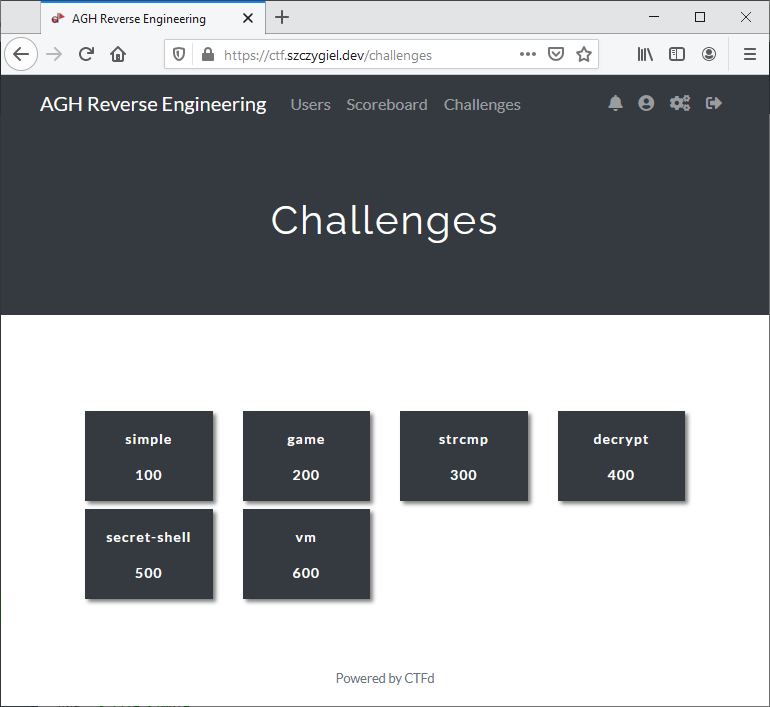 AGH Reverse Engineering
https://ctf.szczygiel.dev/challenges
AGH Reverse Engineering Users Scoreboard Challenges
Challenges
simple game strcmp decrypt
100 200 300 400
secret-shell vm
500 600
Powered by CTFd